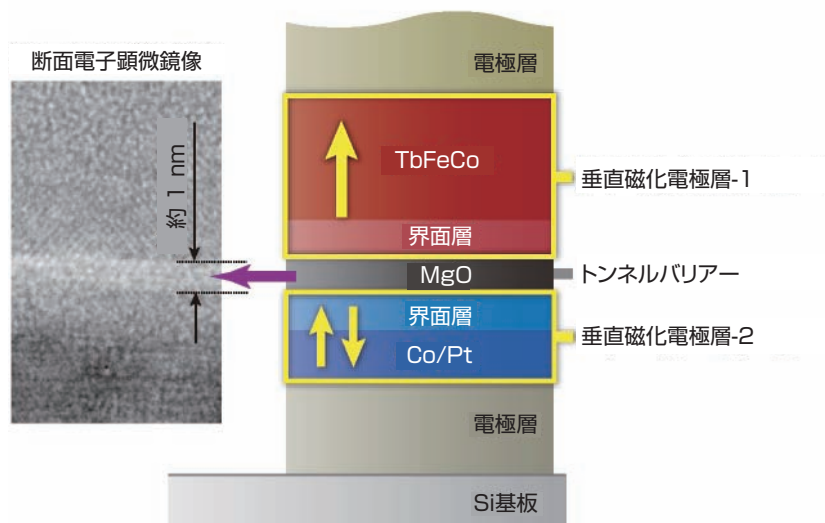 断面電子顕微鏡像
約 1 nm
電極層
TbFeCo
垂直磁化電極層-1
界面層
MgO
トンネルバリアー
界面層
Co/Pt
垂直磁化電極層-2
電極層
Si基板